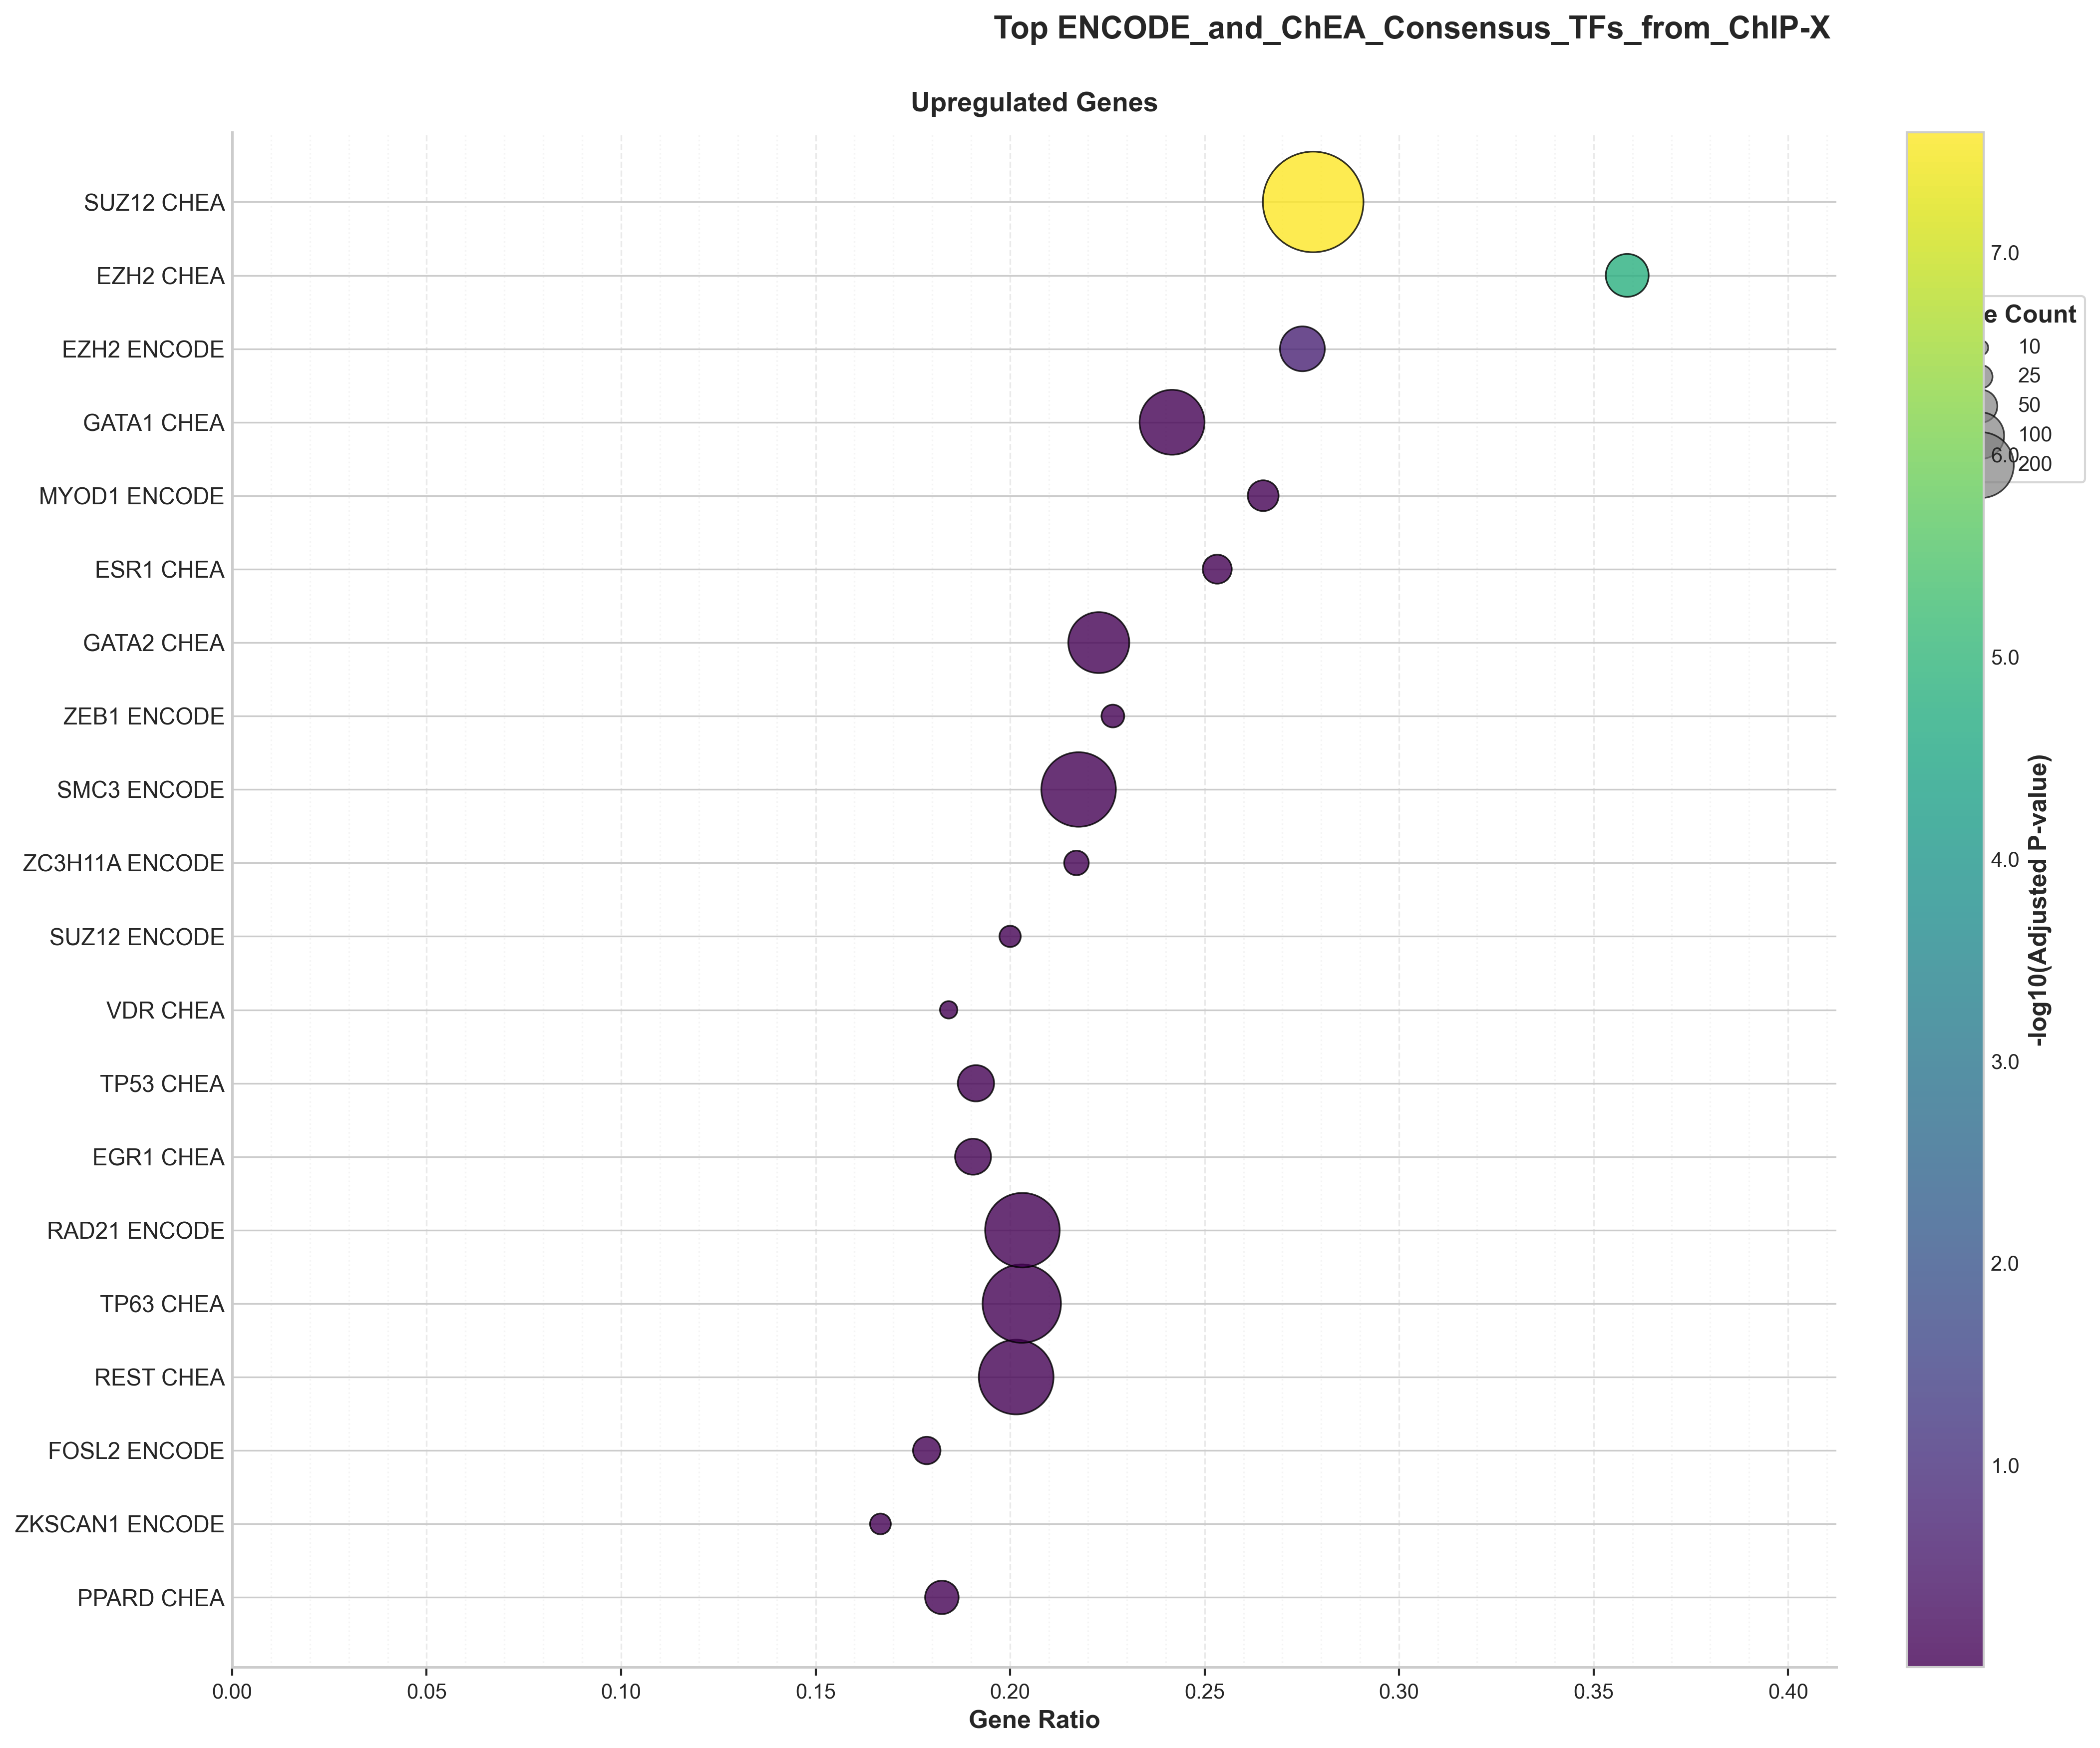 Top ENCODE_and_ChEA_Consensus_TFs_from_ChIP-X
Upregulated Genes
SUZ12 CHEA
EZH2 CHEA
EZH2 ENCODE
GATA1 CHEA
MYOD1 ENCODE
ESR1 CHEA
GATA2 CHEA
ZEB1 ENCODE
SMC3 ENCODE
ZC3H11A ENCODE
SUZ12 ENCODE
VDR CHEA
TP53 CHEA
EGR1 CHEA
RAD21 ENCODE
TP63 CHEA
REST CHEA
FOSL2 ENCODE
ZKSCAN1 ENCODE
PPARD CHEA
0.00 0.05 0.10 0.15 0.20 0.25 0.30 0.35 0.40
Gene Ratio
7.0
6.0
5.0
4.0
3.0
2.0
1.0
-log10(Adjusted P-value)
e Count
10
25
50
100
200